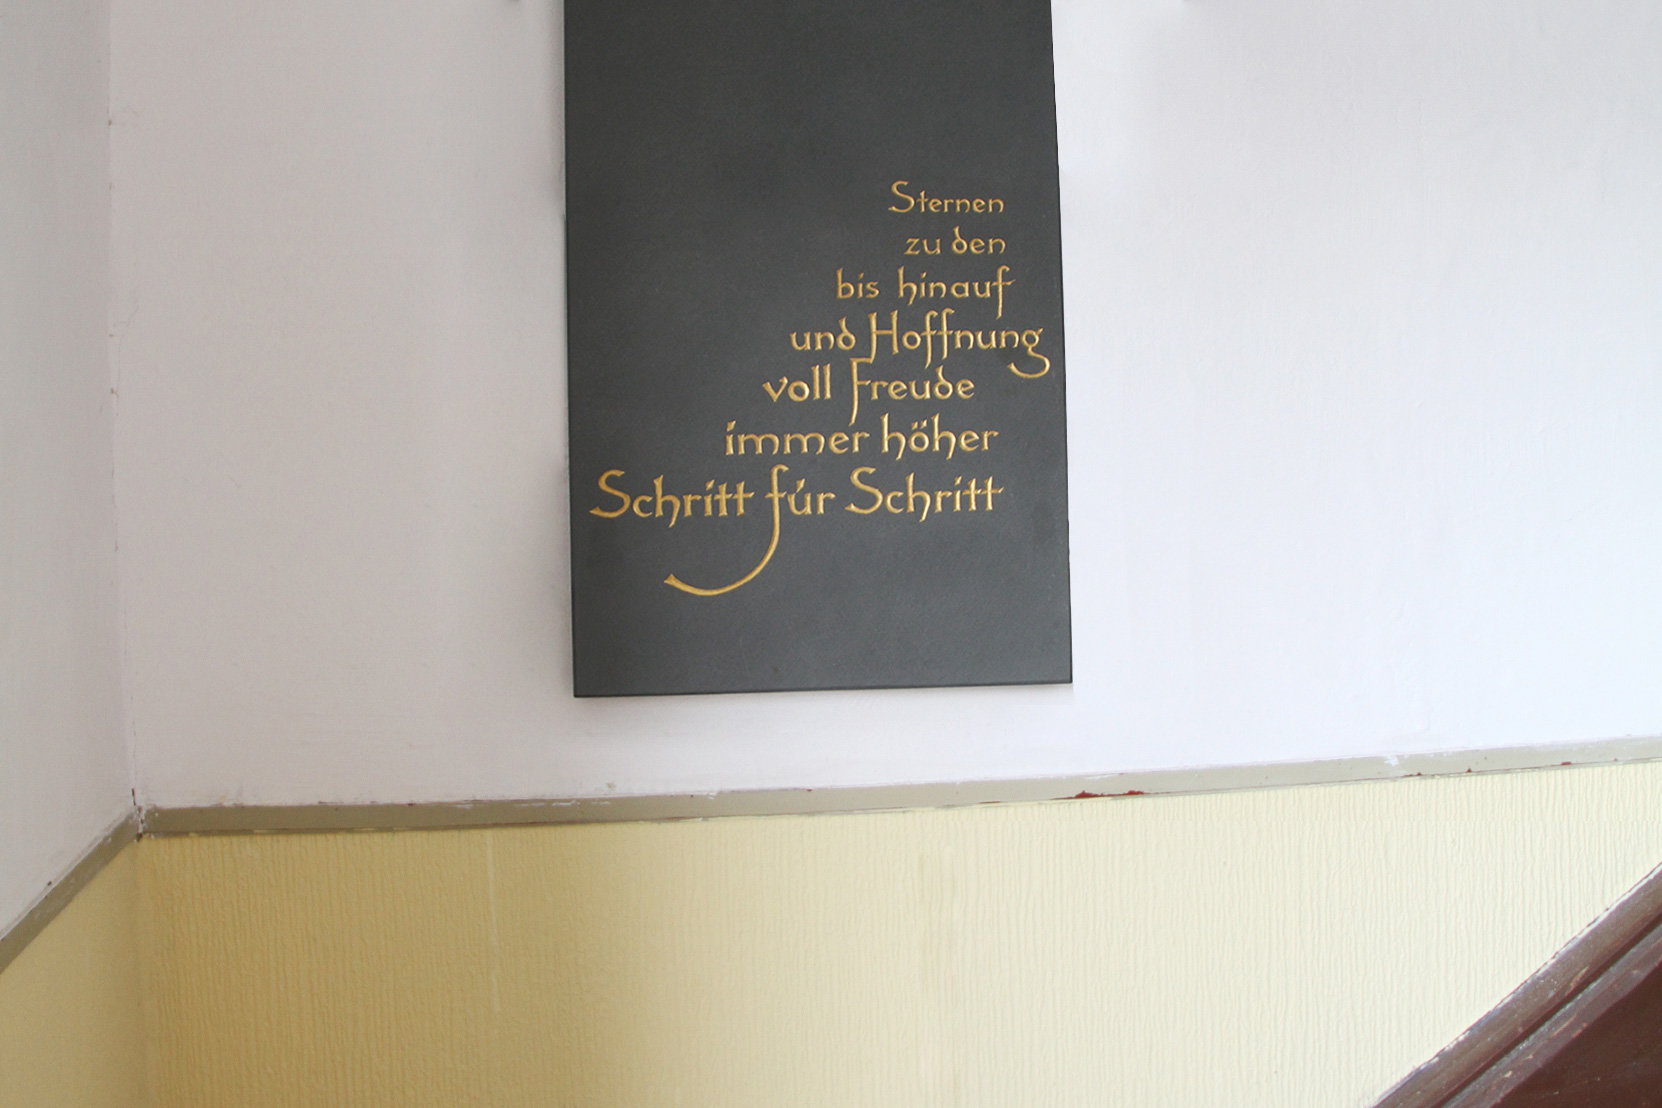 Sternen
zu den
bis hinauf
und Hoffnung
voll Freude
immer höher
Schritt für Schritt